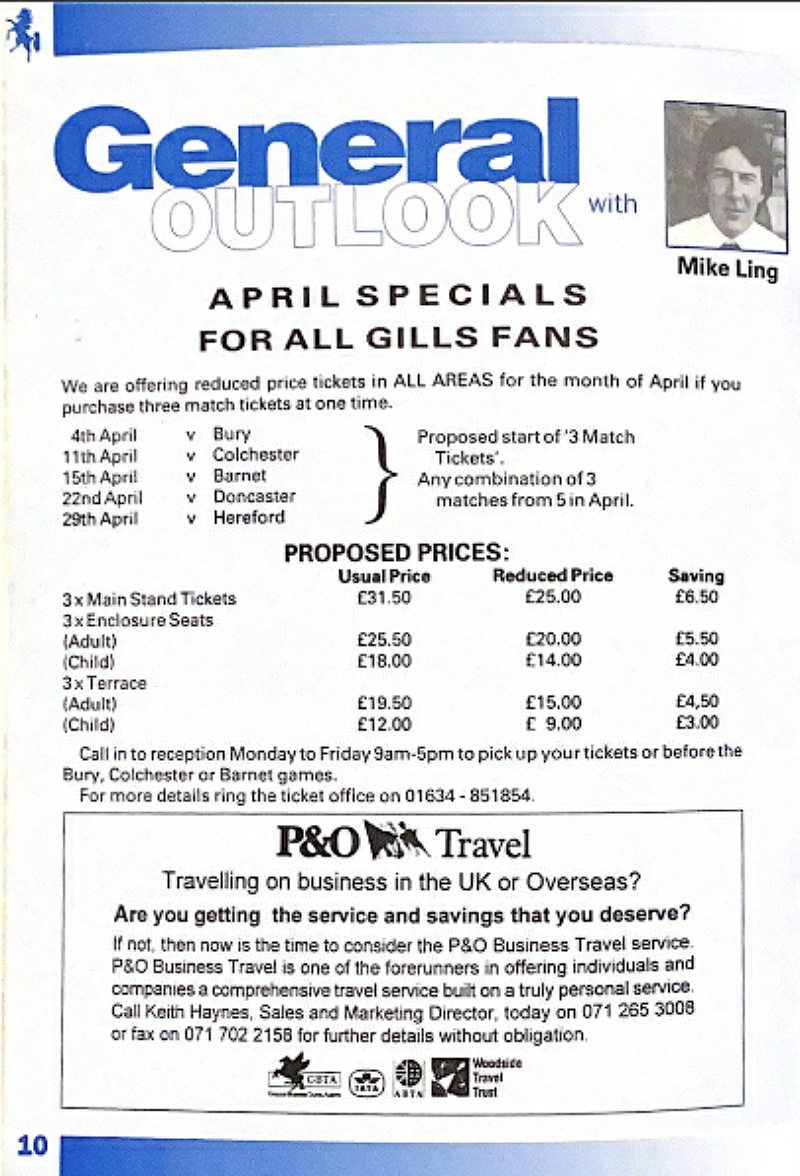 General
OUTLOOK with
Mike Ling
APRIL SPECIALS
FOR ALL GILLS FANS
We are offering reduced price tickets in ALL AREAS for the month of April if you
purchase three match tickets at one time.
4th April v Bury
11th April v Colchester
15th April v Barnet
22nd April v Doncaster
29th April v Hereford
Proposed start of '3 Match
Tickets'.
Any combination of 3
matches from 5 in April.
PROPOSED PRICES:
Usual Price Reduced Price Saving
3 x Main Stand Tickets £31.50 £25.00 £6.50
3 x Enclosure Seats
(Adult) £25.50 £20.00 £5.50
(Child) £18.00 £14.00 £4.00
3 x Terrace
(Adult) £19.50 £15.00 £4,50
(Child) £12.00 £ 9.00 £3.00
Call in to reception Monday to Friday 9am-5pm to pick up your tickets or before the
Bury, Colchester or Barnet games.
For more details ring the ticket office on 01634 - 851854.
P&O Travel
Travelling on business in the UK or Overseas?
Are you getting the service and savings that you deserve?
If not, then now is the time to consider the P&O Business Travel service.
P&O Business Travel is one of the forerunners in offering individuals and
companies a comprehensive travel service built on a truly personal service.
Call Keith Haynes, Sales and Marketing Director, today on 071 265 3008
or fax on 071 702 2158 for further details without obligation.
GBTA
IATA
ABTA
Woodside
Travel
Trust
10